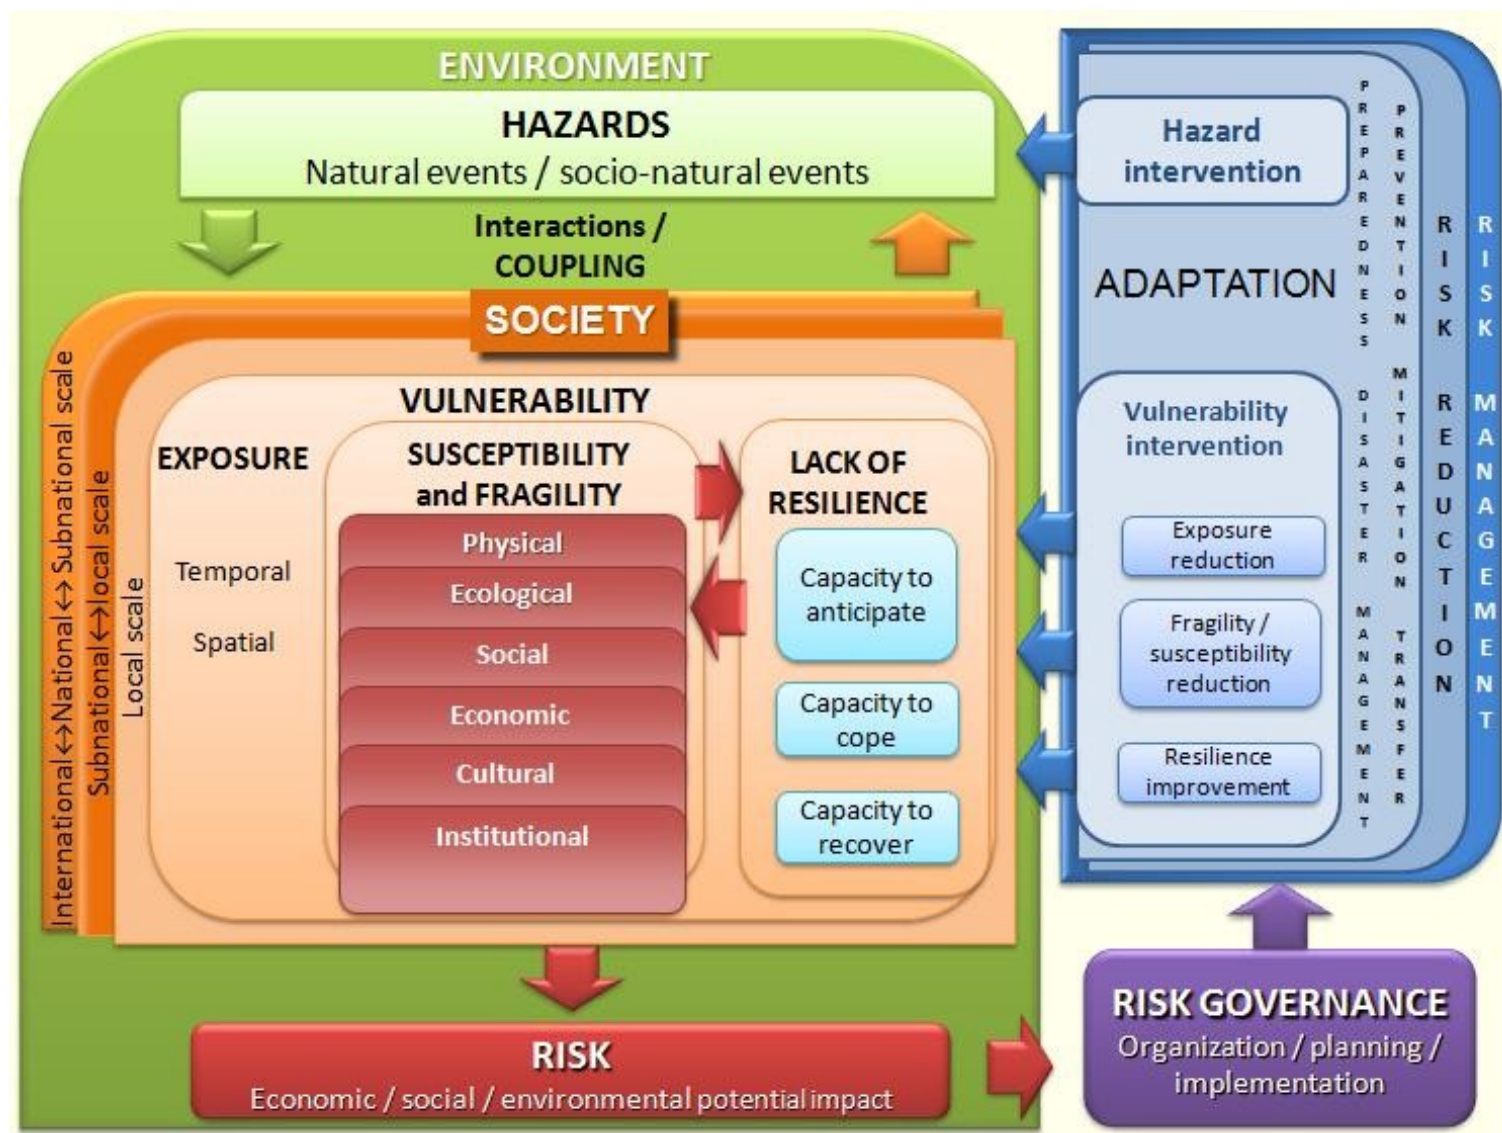 ENVIRONMENT
HAZARDS
Natural events / socio-natural events
Interactions /
COUPLING
SOCIETY
International↔National↔ Subnational scale
Subnational↔local scale
Local scale
VULNERABILITY
EXPOSURE
Temporal
Spatial
SUSCEPTIBILITY
and FRAGILITY
Physical
Ecological
Social
Economic
Cultural
Institutional
LACK OF
RESILIENCE
Capacity to
anticipate
Capacity to
cope
Capacity to
recover
RISK
Economic / social / environmental potential impact
Hazard
intervention
ADAPTATION
Vulnerability
intervention
Exposure
reduction
Fragility /
susceptibility
reduction
Resilience
improvement
PREPAREDNESS DISASTER MANAGEMENT
PREVENTION MITIGATION TRANSFER
RISK REDUCTION
RISK MANAGEMENT
RISK GOVERNANCE
Organization / planning /
implementation